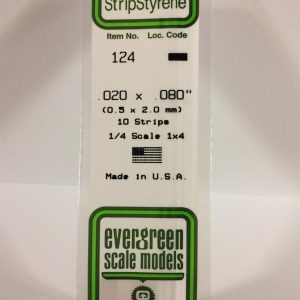 StripStyrene
Item No. Loc. Code
124
.020 x .080"
(0.5 x 2.0 mm)
10 Strips
1/4 Scale 1x4
Made in U.S.A.
evergreen
scale models